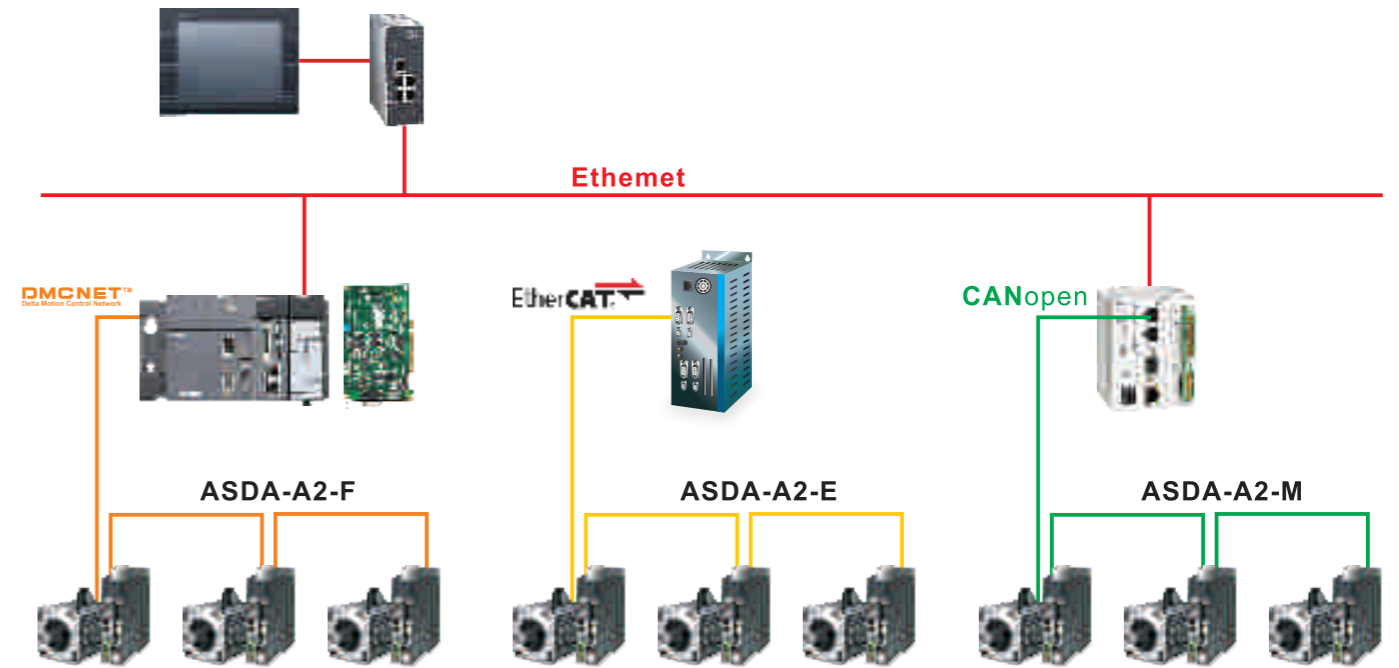 Ethemet
DMCNET™
Delta Motion Control Network
EtherCAT
CANopen
ASDA-A2-F
ASDA-A2-E
ASDA-A2-M